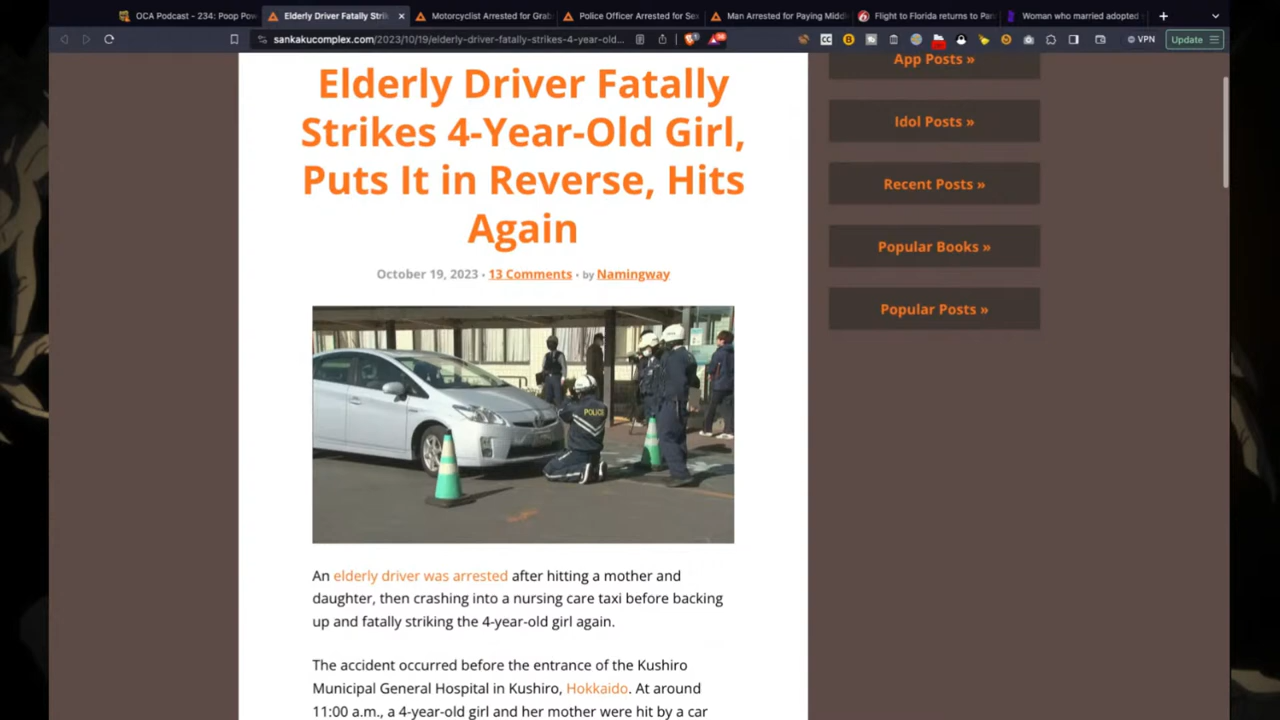 OCA Podcast - 234: Poop Pow
Elderly Driver Fatally Stri
Motorcyclist Arrested for Grab
Police Officer Arrested for Se
Man Arrested for Paying Middl
Flight to Florida returns to Par
Woman who married adopted s
sankakucomplex.com/2023/10/19/elderly-driver-fatally-strikes-4-year-old...
VPN
Update
Elderly Driver Fatally
Strikes 4-Year-Old Girl,
Puts It in Reverse, Hits
Again
October 19, 2023 · 13 Comments · by Namingway
POLICE
An elderly driver was arrested after hitting a mother and
daughter, then crashing into a nursing care taxi before backing
up and fatally striking the 4-year-old girl again.
The accident occurred before the entrance of the Kushiro
Municipal General Hospital in Kushiro, Hokkaido. At around
11:00 a.m., a 4-year-old girl and her mother were hit by a car
App Posts »
Idol Posts »
Recent Posts »
Popular Books »
Popular Posts »